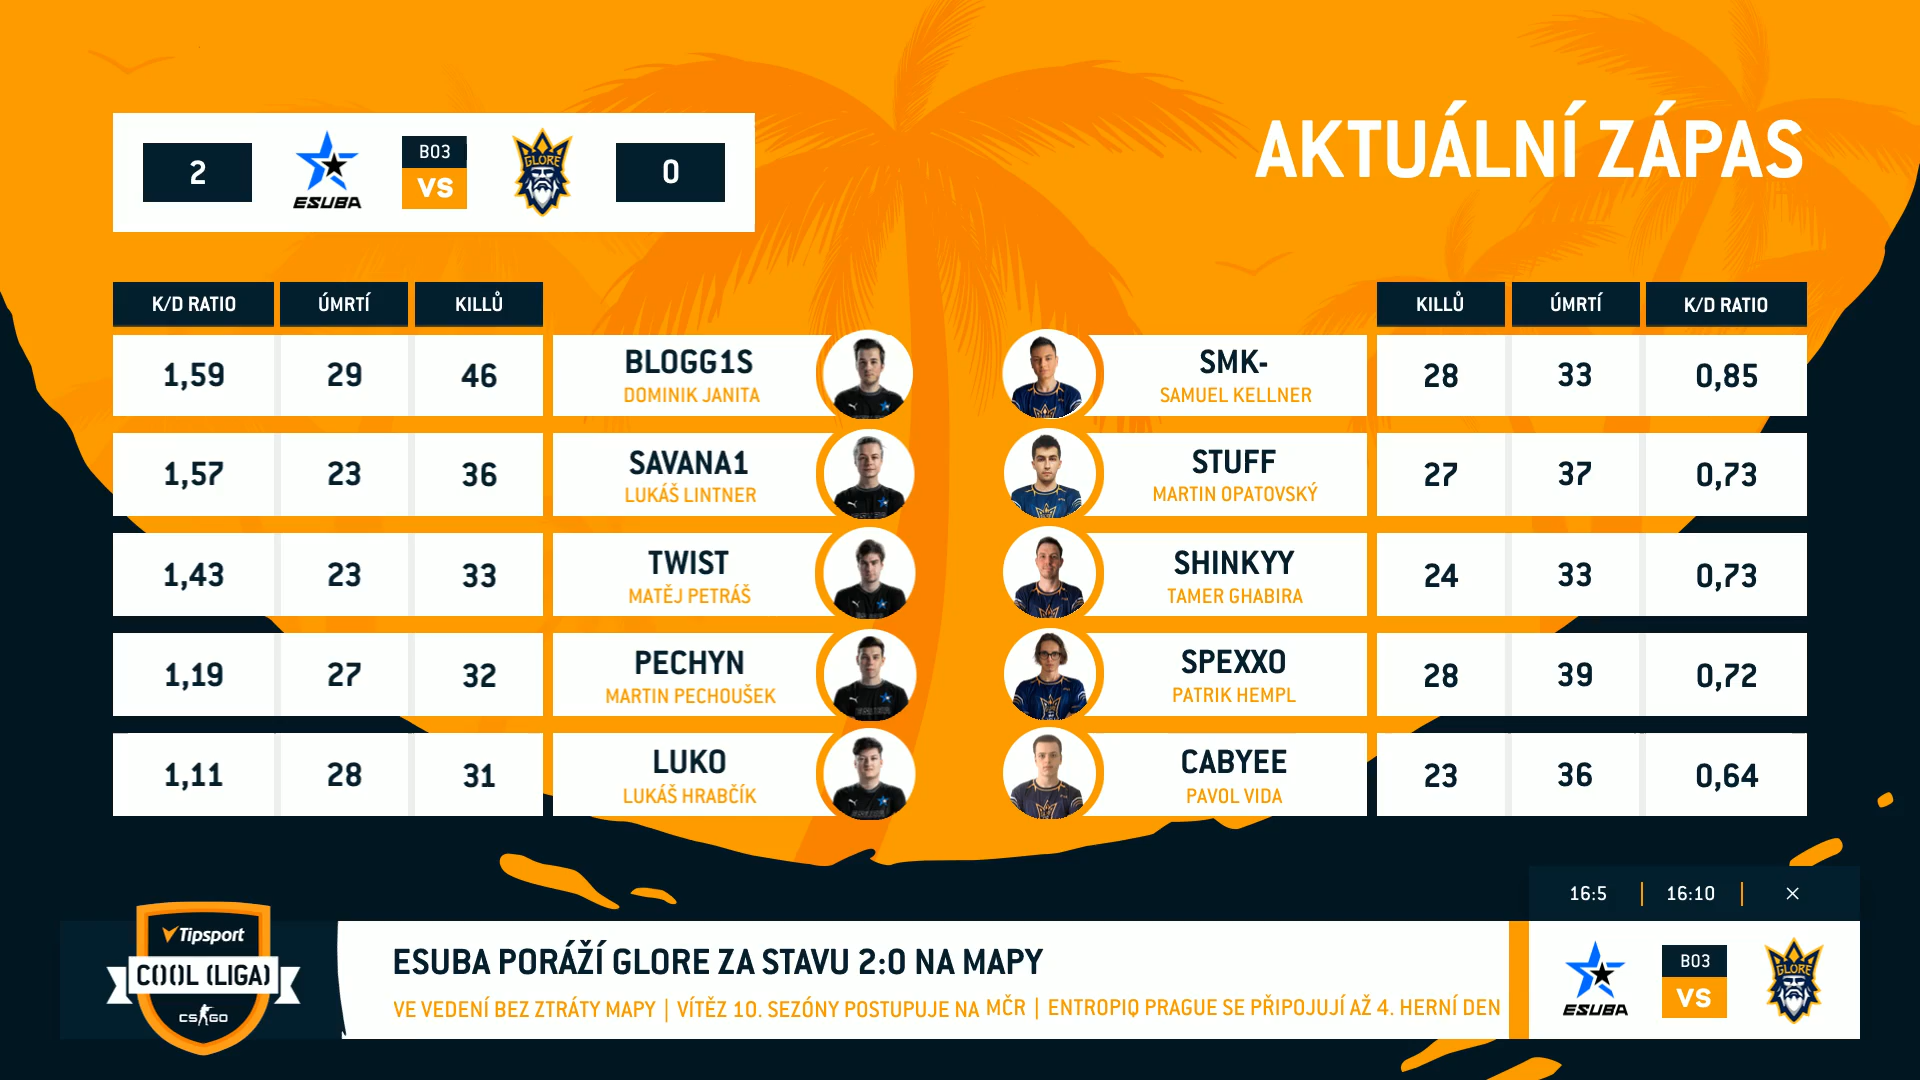 AKTUÁLNÍ ZÁPAS
2
ESUBA
BO3
VS
GLORE
0
K/D RATIO ÚMRTÍ KILLŮ
KILLŮ ÚMRTÍ K/D RATIO
1,59 29 46 BLOGG1S
DOMINIK JANITA
SMK- 28 33 0,85
SAMUEL KELLNER
1,57 23 36 SAVANA1
LUKÁŠ LINTNER
STUFF 27 37 0,73
MARTIN OPATOVSKÝ
1,43 23 33 TWIST
MATĚJ PETRÁŠ
SHINKYY 24 33 0,73
TAMER GHABIRA
1,19 27 32 PECHYN
MARTIN PECHOUŠEK
SPEXXO 28 39 0,72
PATRIK HEMPL
1,11 28 31 LUKO
LUKÁŠ HRABČÍK
CABYEE 23 36 0,64
PAVOL VIDA
Tipsport
COOL (LIGA)
CS GO
ESUBA PORÁŽÍ GLORE ZA STAVU 2:0 NA MAPY
VE VEDENÍ BEZ ZTRÁTY MAPY | VÍTĚZ 10. SEZÓNY POSTUPUJE NA MČR | ENTROPIQ PRAGUE SE PŘIPOJUJÍ AŽ 4. HERNÍ DEN
16:5 | 16:10 | ×
ESUBA
BO3
VS
GLORE